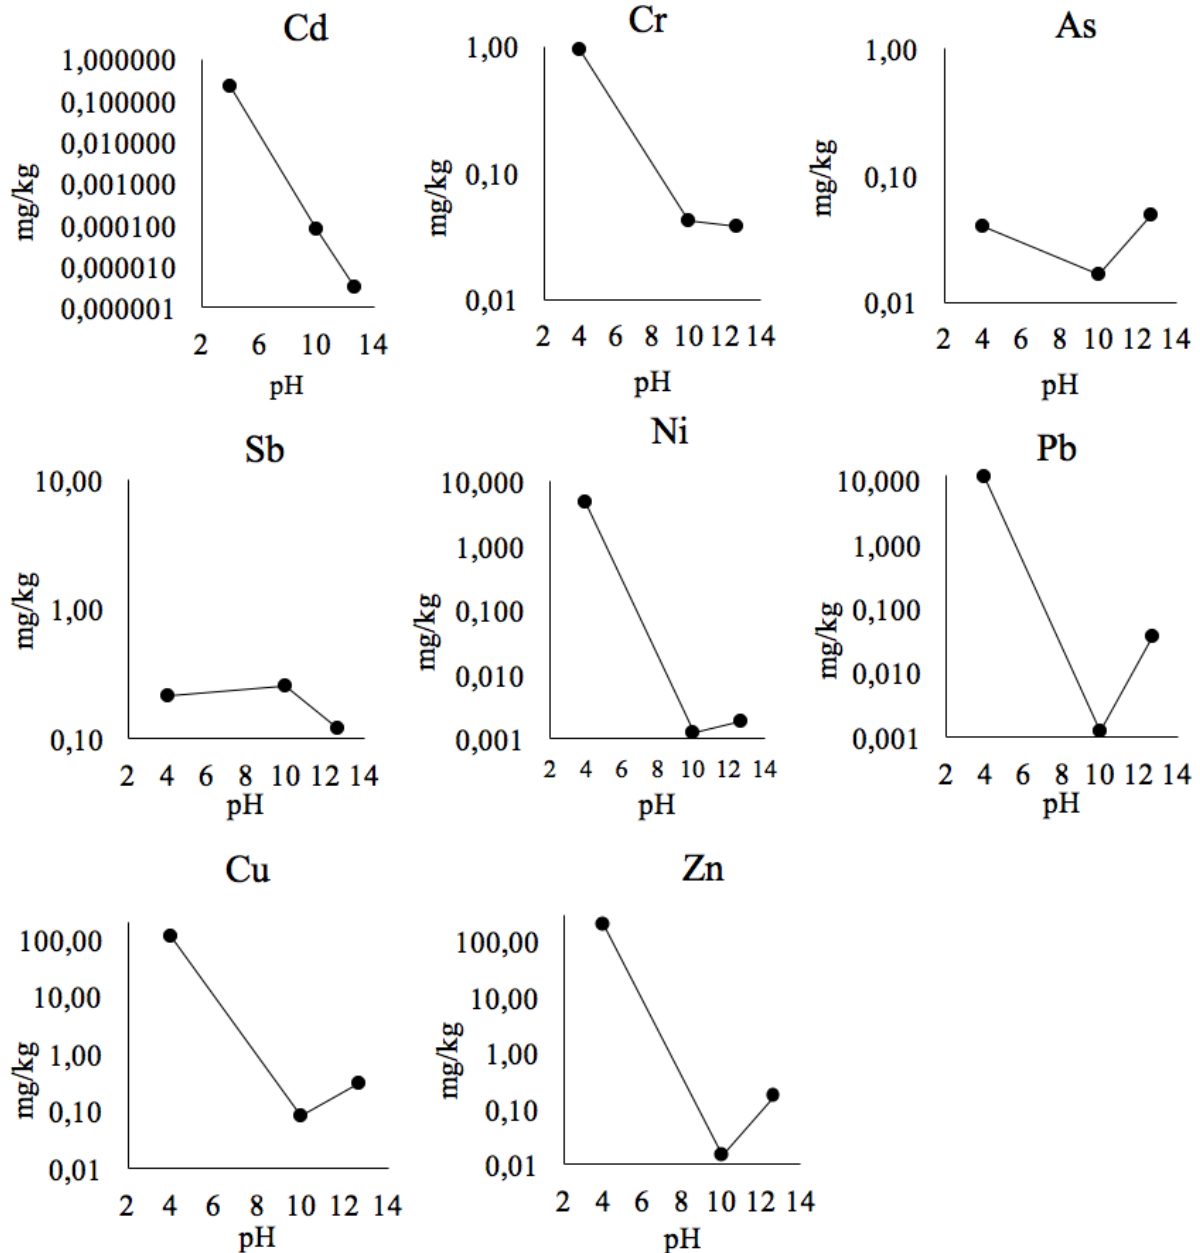 Cd
1,000000
0,100000
0,010000
0,001000
0,000100
0,000010
0,000001
mg/kg
2 6 10 14
pH
Cr
1,00
0,10
0,01
mg/kg
2 4 6 8 10 12 14
pH
As
1,00
0,10
0,01
mg/kg
2 4 6 8 10 12 14
pH
Sb
10,00
1,00
0,10
mg/kg
2 4 6 8 10 12 14
pH
Ni
10,000
1,000
0,100
0,010
0,001
mg/kg
2 4 6 8 10 12 14
pH
Pb
10,000
1,000
0,100
0,010
0,001
mg/kg
2 4 6 8 10 12 14
pH
Cu
100,00
10,00
1,00
0,10
0,01
mg/kg
2 4 6 8 10 12 14
pH
Zn
100,00
10,00
1,00
0,10
0,01
mg/kg
2 4 6 8 10 12 14
pH